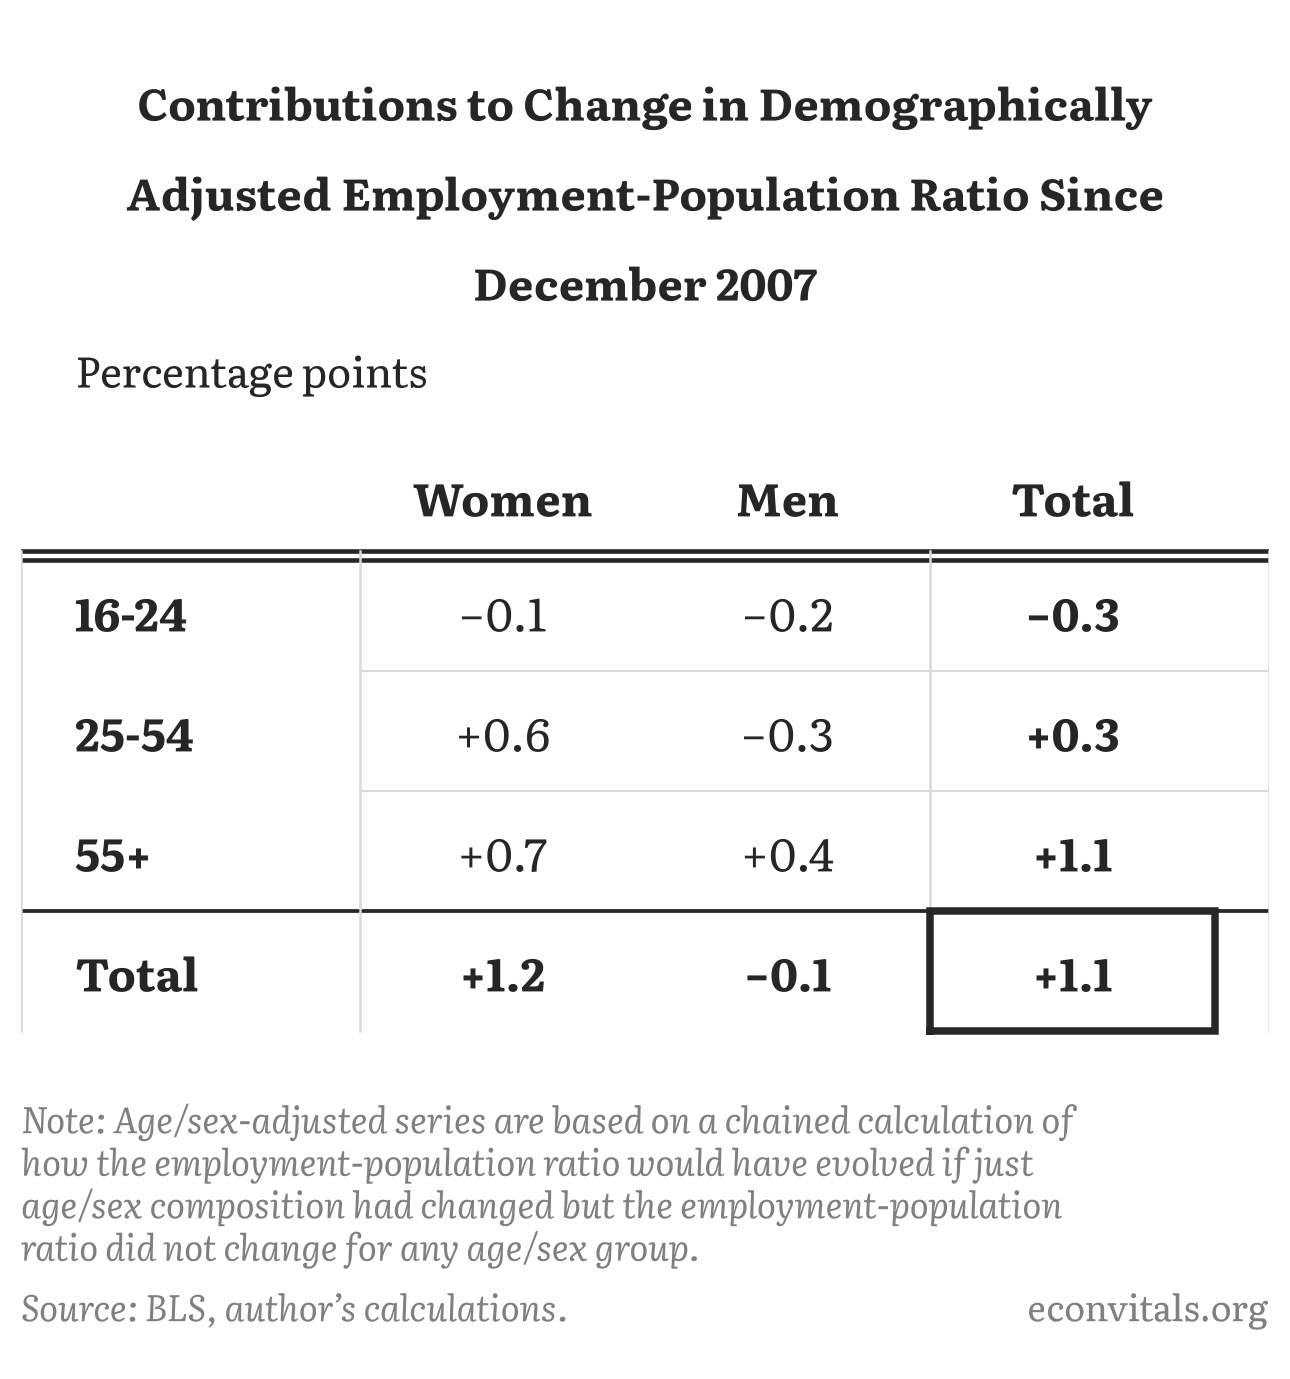 Contributions to Change in Demographically
Adjusted Employment-Population Ratio Since
December 2007
Percentage points
Women Men Total
16-24 −0.1 −0.2 −0.3
25-54 +0.6 −0.3 +0.3
55+ +0.7 +0.4 +1.1
Total +1.2 −0.1 +1.1
Note: Age/sex-adjusted series are based on a chained calculation of
how the employment-population ratio would have evolved if just
age/sex composition had changed but the employment-population
ratio did not change for any age/sex group.
Source: BLS, author’s calculations. econvitals.org